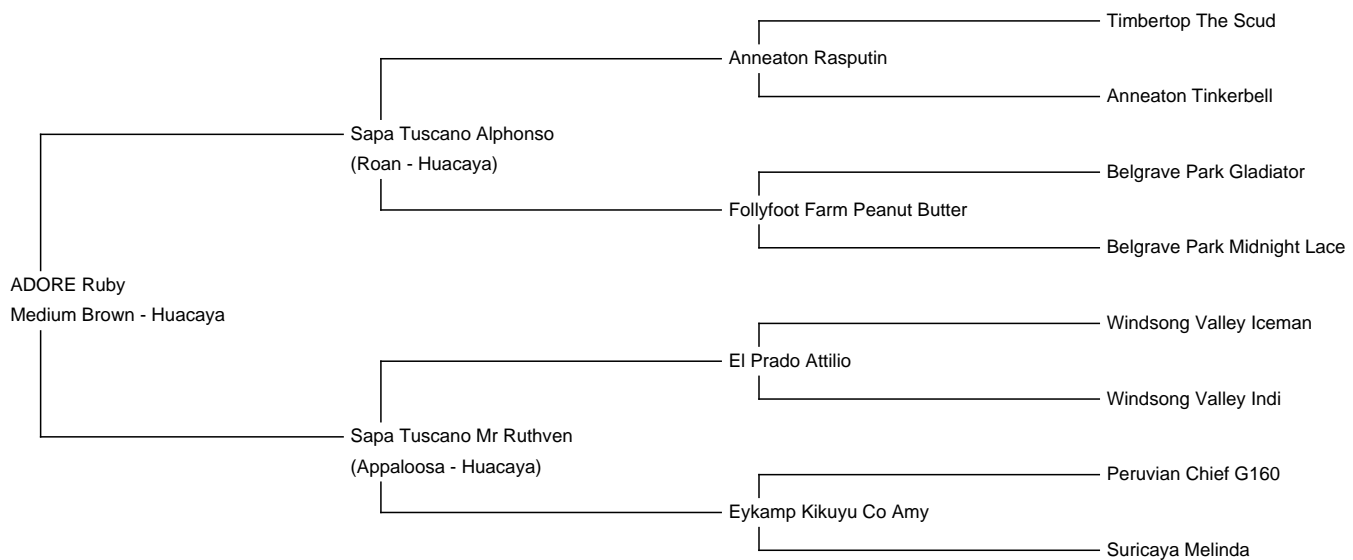 Timbertop The Scud
Anneaton Rasputin
Anneaton Tinkerbell
Sapa Tuscano Alphonso
(Roan - Huacaya)
Belgrave Park Gladiator
Follyfoot Farm Peanut Butter
Belgrave Park Midnight Lace
ADORE Ruby
Medium Brown - Huacaya
Windsong Valley Iceman
El Prado Attilio
Windsong Valley Indi
Sapa Tuscano Mr Ruthven
(Appaloosa - Huacaya)
Peruvian Chief G160
Eykamp Kikuyu Co Amy
Suricaya Melinda